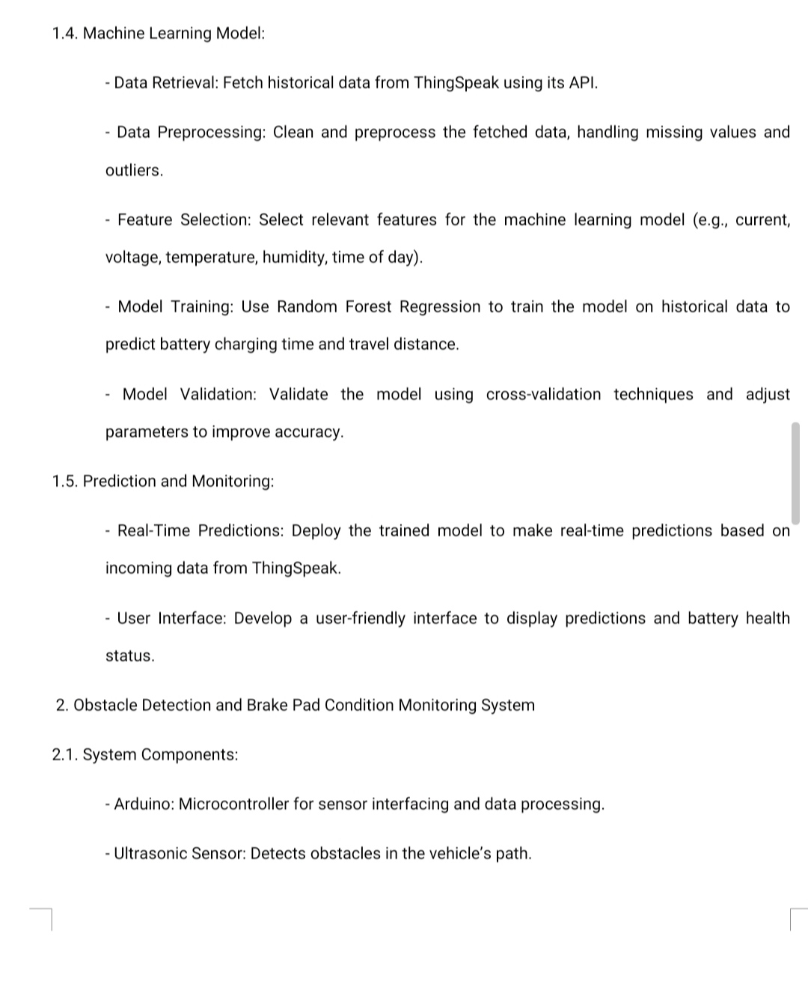 1.4. Machine Learning Model:
- Data Retrieval: Fetch historical data from ThingSpeak using its API.
- Data Preprocessing: Clean and preprocess the fetched data, handling missing values and
outliers.
- Feature Selection: Select relevant features for the machine learning model (e.g., current,
voltage, temperature, humidity, time of day).
- Model Training: Use Random Forest Regression to train the model on historical data to
predict battery charging time and travel distance.
- Model Validation: Validate the model using cross-validation techniques and adjust
parameters to improve accuracy.
1.5. Prediction and Monitoring:
- Real-Time Predictions: Deploy the trained model to make real-time predictions based on
incoming data from ThingSpeak.
- User Interface: Develop a user-friendly interface to display predictions and battery health
status.
2. Obstacle Detection and Brake Pad Condition Monitoring System
2.1. System Components:
- Arduino: Microcontroller for sensor interfacing and data processing.
- Ultrasonic Sensor: Detects obstacles in the vehicle’s path.